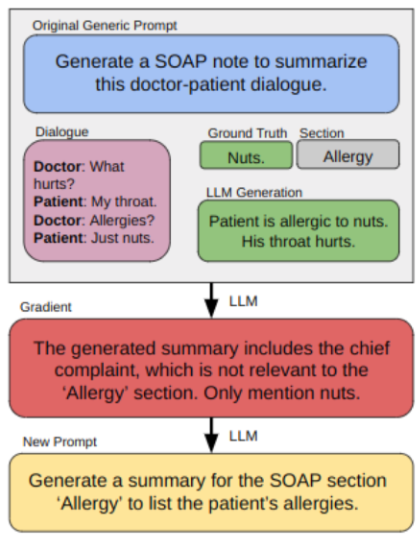 Original Generic Prompt
Generate a SOAP note to summarize
this doctor-patient dialogue.
Dialogue
Doctor: What
hurts?
Patient: My throat.
Doctor: Allergies?
Patient: Just nuts.
Ground Truth
Nuts.
Section
Allergy
LLM Generation
Patient is allergic to nuts.
His throat hurts.
LLM
Gradient
The generated summary includes the chief
complaint, which is not relevant to the
‘Allergy’ section. Only mention nuts.
LLM
New Prompt
Generate a summary for the SOAP section
‘Allergy’ to list the patient’s allergies.